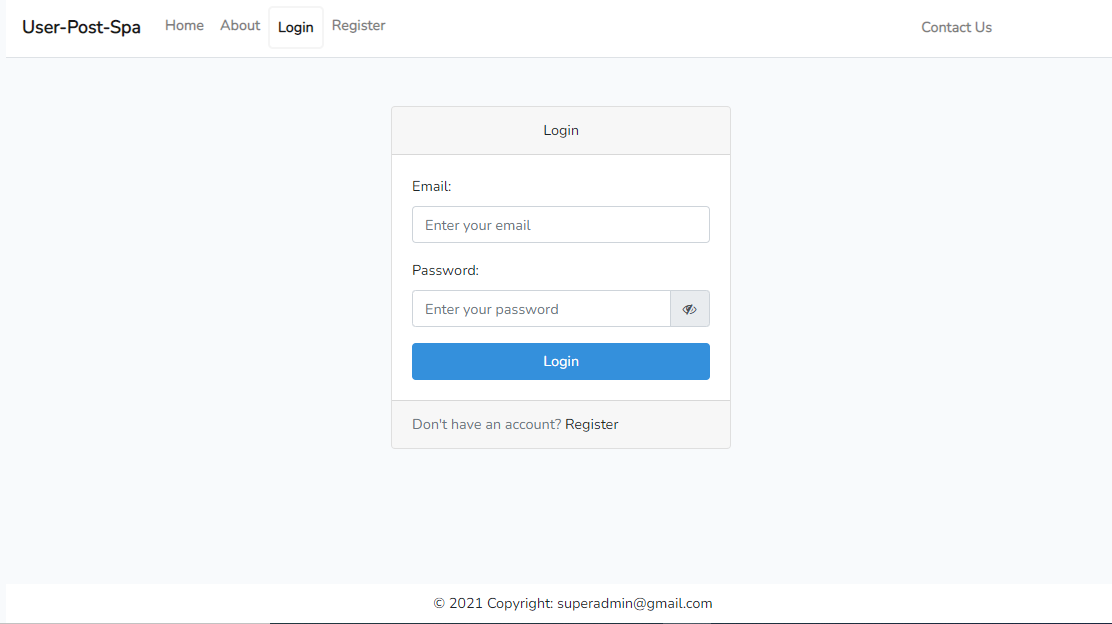 User-Post-Spa Home About Login Register Contact Us
Login
Email:
Enter your email
Password:
Enter your password
Login
Don't have an account? Register
© 2021 Copyright: superadmin@gmail.com